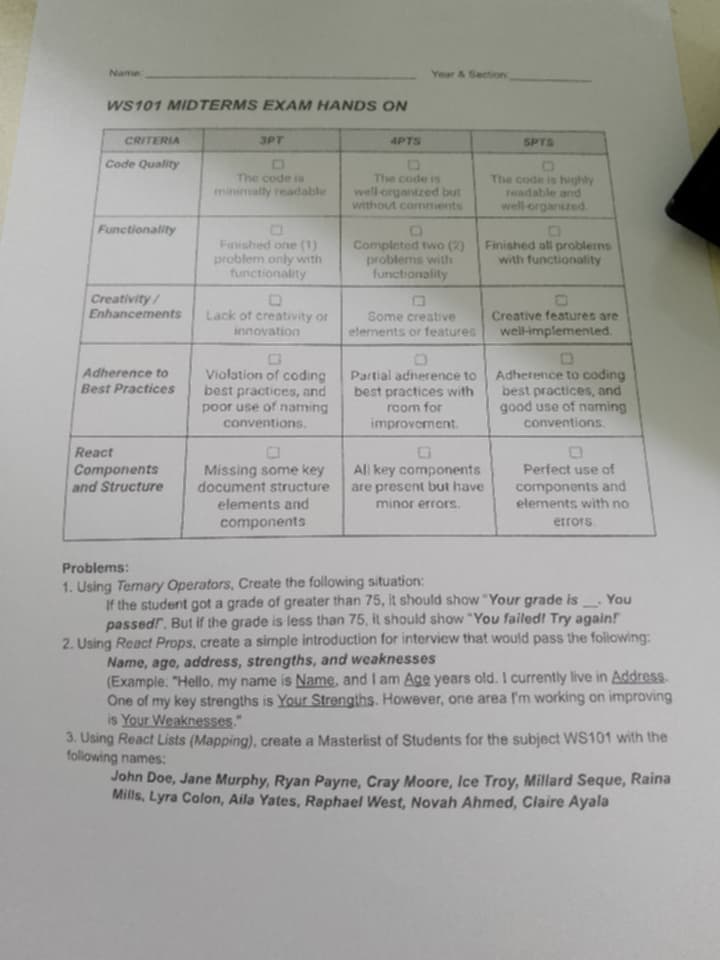 Name: Year & Section:
WS101 MIDTERMS EXAM HANDS ON
CRITERIA 3PT 4PTS 5PTS
Code Quality
The code is
minimally readable
The code is
well-organized but
without comments
The code is highly
readable and
well-organized.
Functionality
Finished one (1)
problem only with
functionality
Completed two (2)
problems with
functionality
Finished all problems
with functionality
Creativity /
Enhancements
Lack of creativity or
innovation
Some creative
elements or features
Creative features are
well-implemented.
Adherence to
Best Practices
Violation of coding
best practices, and
poor use of naming
conventions.
Partial adherence to
best practices with
room for
improvement.
Adherence to coding
best practices, and
good use of naming
conventions.
React
Components
and Structure
Missing some key
document structure
elements and
components
All key components
are present but have
minor errors.
Perfect use of
components and
elements with no
errors
Problems:
1. Using Ternary Operators, Create the following situation:
If the student got a grade of greater than 75, it should show "Your grade is __. You
passed!". But if the grade is less than 75, it should show "You failed! Try again!"
2. Using React Props, create a simple introduction for interview that would pass the following:
Name, age, address, strengths, and weaknesses
(Example. "Hello, my name is Name, and I am Age years old. I currently live in Address.
One of my key strengths is Your Strengths. However, one area I'm working on improving
is Your Weaknesses."
3. Using React Lists (Mapping), create a Masterlist of Students for the subject WS101 with the
following names:
John Doe, Jane Murphy, Ryan Payne, Cray Moore, Ice Troy, Millard Seque, Raina
Mills, Lyra Colon, Aila Yates, Raphael West, Novah Ahmed, Claire Ayala